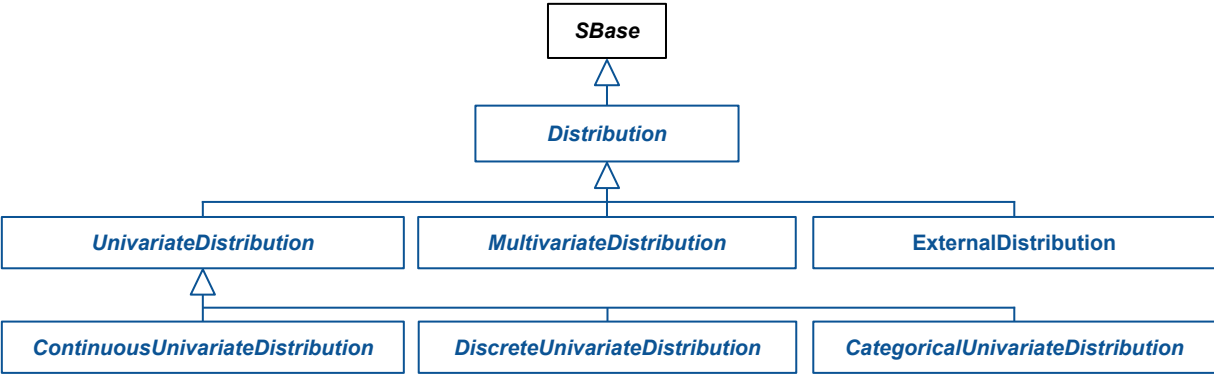 SBase
Distribution
UnivariateDistribution
MultivariateDistribution
ExternalDistribution
ContinuousUnivariateDistribution
DiscreteUnivariateDistribution
CategoricalUnivariateDistribution